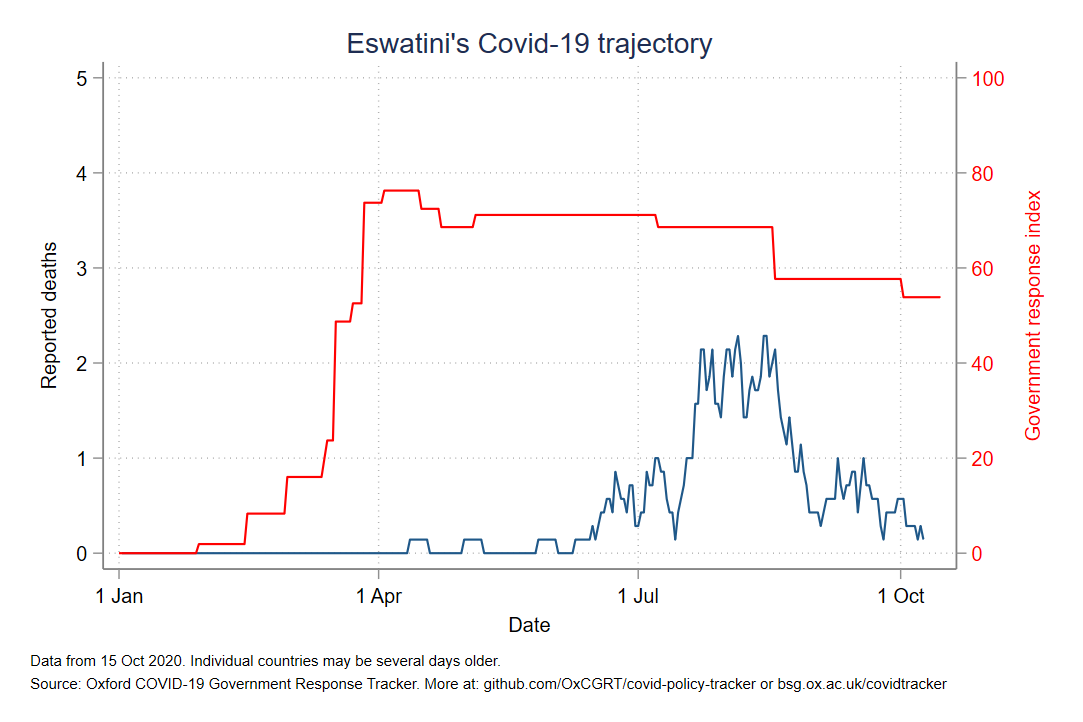 Eswatini's Covid-19 trajectory
5
4
3
2
1
0
Reported deaths
100
80
60
40
20
0
Government response index
1 Jan
1 Apr
1 Jul
1 Oct
Date
Data from 15 Oct 2020. Individual countries may be several days older.
Source: Oxford COVID-19 Government Response Tracker. More at: github.com/OxCGRT/covid-policy-tracker or bsg.ox.ac.uk/covidtracker